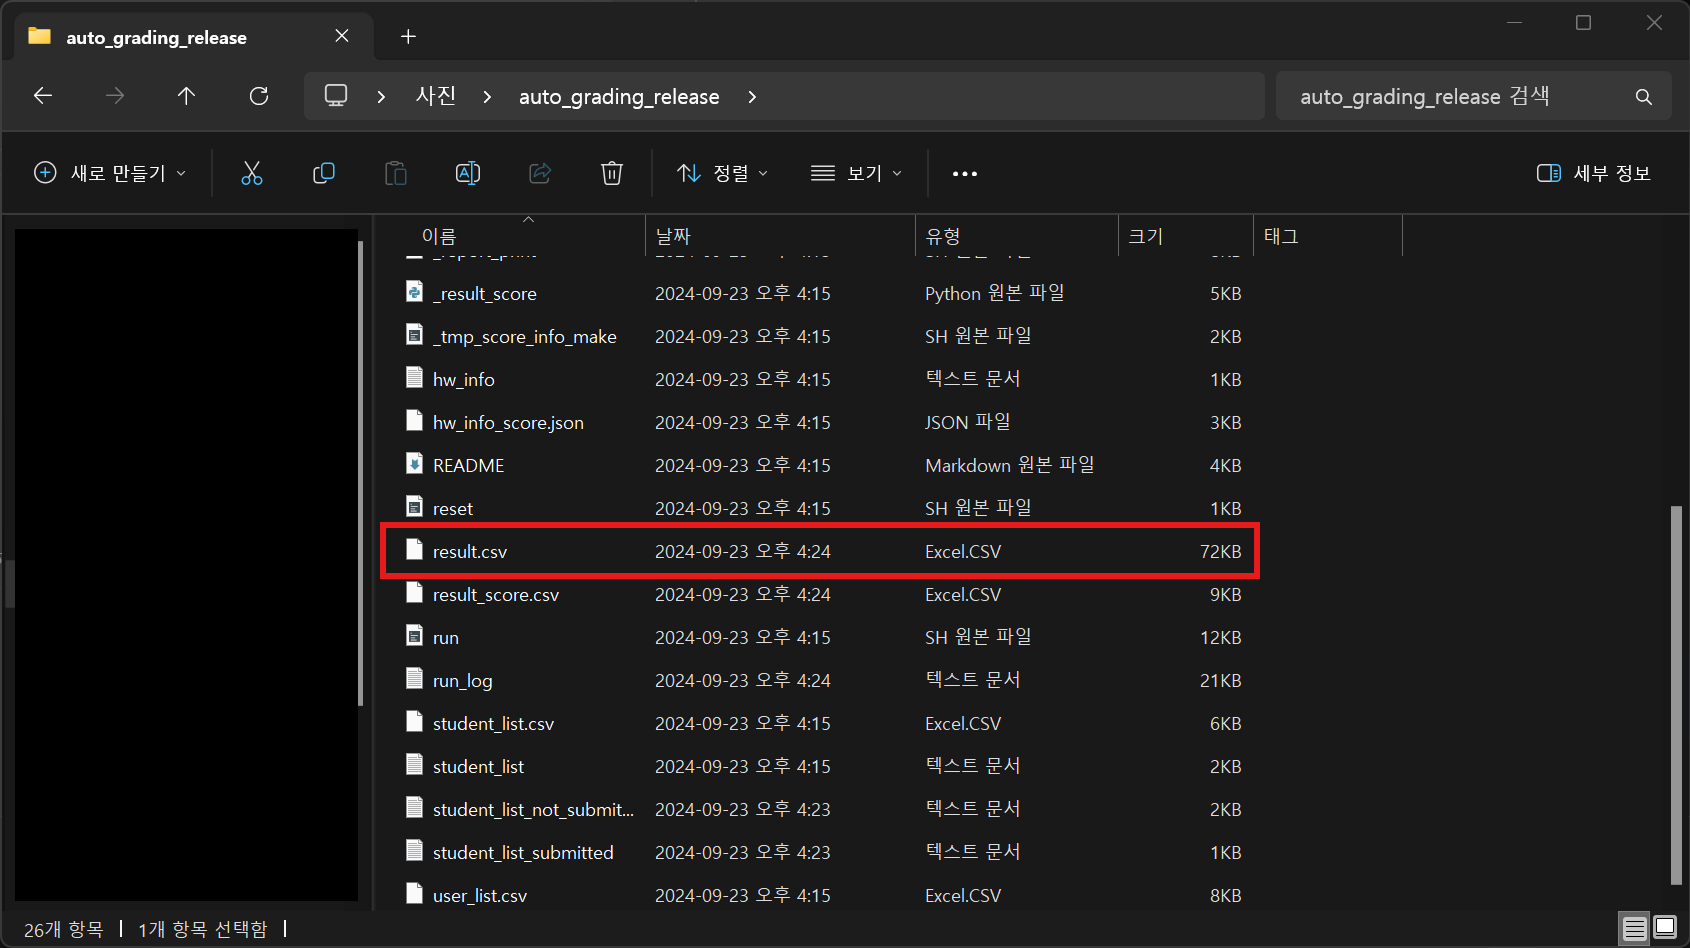 auto_grading_release
사진 auto_grading_release
auto_grading_release 검색
새로 만들기
정렬
보기
세부 정보
이름 날짜 유형 크기 태그
_result_score 2024-09-23 오후 4:15 Python 원본 파일 5KB
_tmp_score_info_make 2024-09-23 오후 4:15 SH 원본 파일 2KB
hw_info 2024-09-23 오후 4:15 텍스트 문서 1KB
hw_info_score.json 2024-09-23 오후 4:15 JSON 파일 3KB
README 2024-09-23 오후 4:15 Markdown 원본 파일 4KB
reset 2024-09-23 오후 4:15 SH 원본 파일 1KB
result.csv 2024-09-23 오후 4:24 Excel.CSV 72KB
result_score.csv 2024-09-23 오후 4:24 Excel.CSV 9KB
run 2024-09-23 오후 4:15 SH 원본 파일 12KB
run_log 2024-09-23 오후 4:24 텍스트 문서 21KB
student_list.csv 2024-09-23 오후 4:15 Excel.CSV 6KB
student_list 2024-09-23 오후 4:15 텍스트 문서 2KB
student_list_not_submit... 2024-09-23 오후 4:23 텍스트 문서 2KB
student_list_submitted 2024-09-23 오후 4:23 텍스트 문서 1KB
user_list.csv 2024-09-23 오후 4:15 Excel.CSV 8KB
26개 항목 1개 항목 선택함